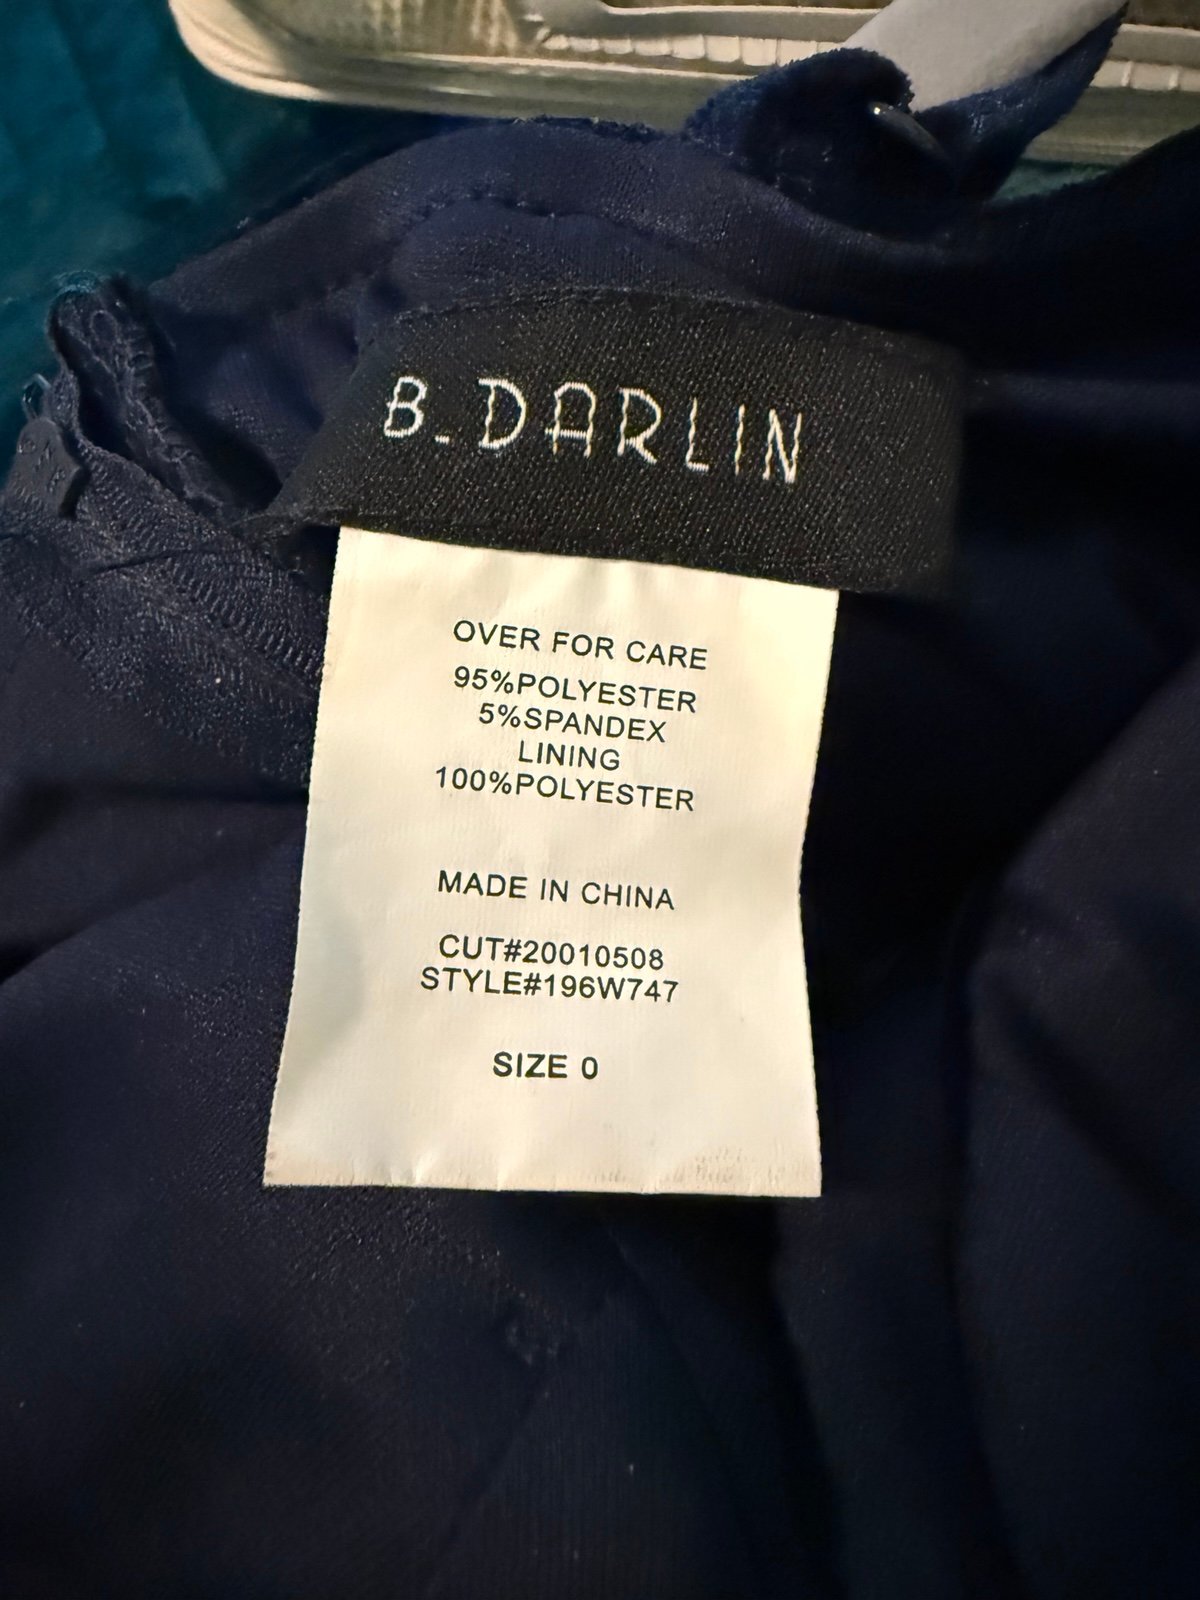 B. DARLIN
OVER FOR CARE
95%POLYESTER
5%SPANDEX
LINING
100%POLYESTER
MADE IN CHINA
CUT#20010508
STYLE#196W747
SIZE 0